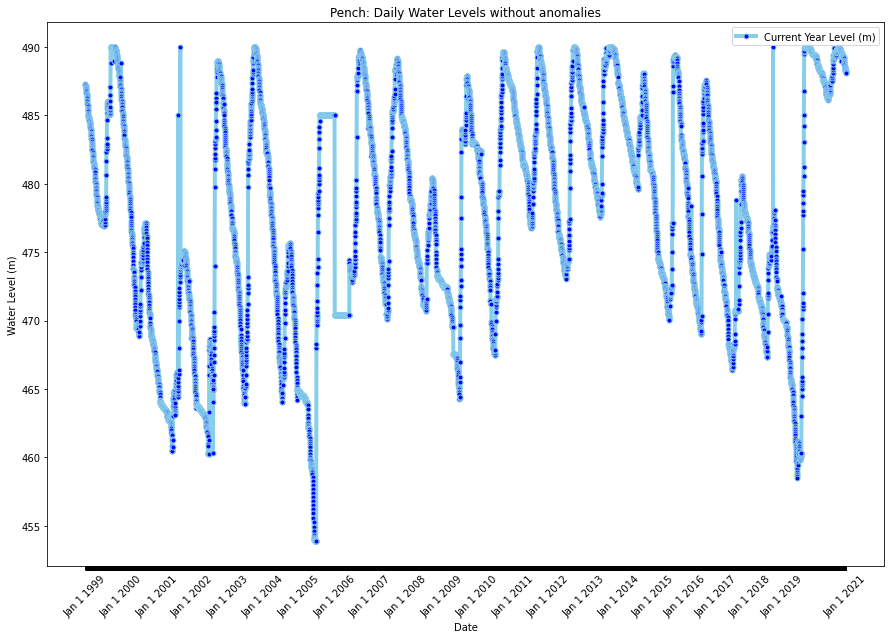 Pench: Daily Water Levels without anomalies
Current Year Level (m)
490
485
480
475
470
465
460
455
Water Level (m)
Jan 1 1999
Jan 1 2000
Jan 1 2001
Jan 1 2002
Jan 1 2003
Jan 1 2004
Jan 1 2005
Jan 1 2006
Jan 1 2007
Jan 1 2008
Jan 1 2009
Jan 1 2010
Jan 1 2011
Jan 1 2012
Jan 1 2013
Jan 1 2014
Jan 1 2015
Jan 1 2016
Jan 1 2017
Jan 1 2018
Jan 1 2019
Jan 1 2021
Date